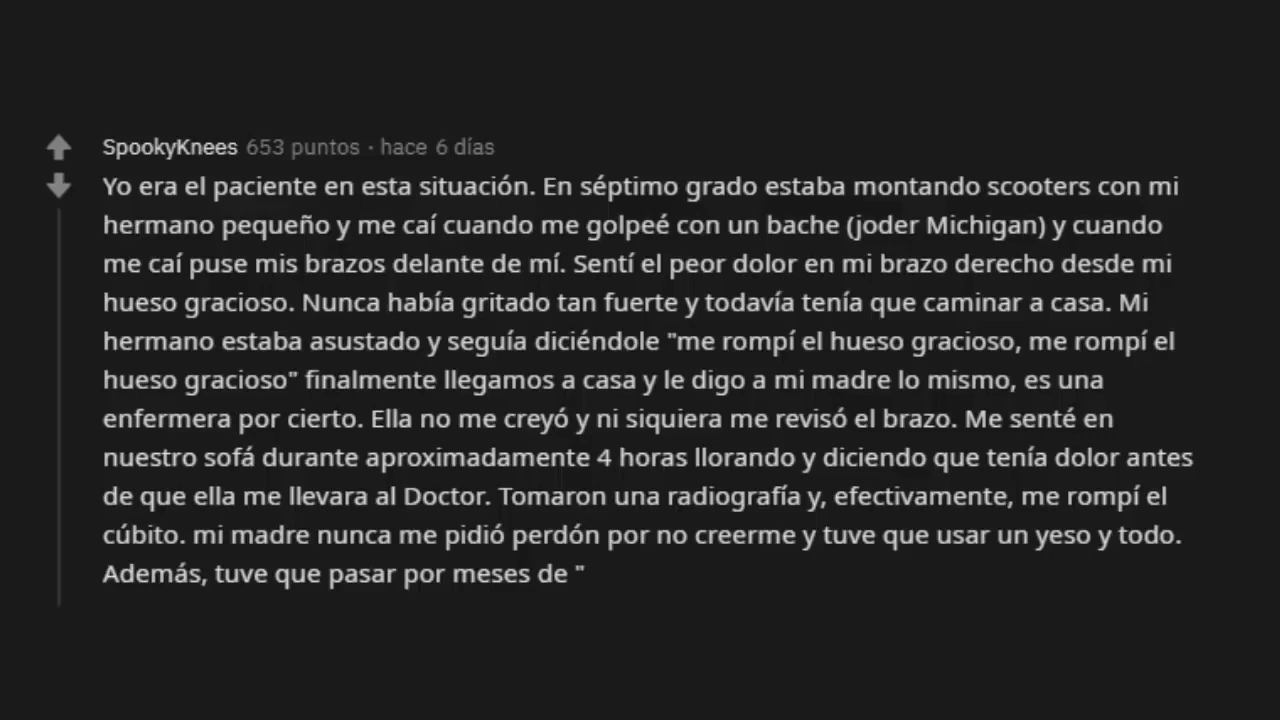 SpookyKnees 653 puntos · hace 6 días
Yo era el paciente en esta situación. En séptimo grado estaba montando scooters con mi
hermano pequeño y me caí cuando me golpeé con un bache (joder Michigan) y cuando
me caí puse mis brazos delante de mí. Sentí el peor dolor en mi brazo derecho desde mi
hueso gracioso. Nunca había gritado tan fuerte y todavía tenía que caminar a casa. Mi
hermano estaba asustado y seguía diciéndole "me rompí el hueso gracioso, me rompí el
hueso gracioso" finalmente llegamos a casa y le digo a mi madre lo mismo, es una
enfermera por cierto. Ella no me creyó y ni siquiera me revisó el brazo. Me senté en
nuestro sofá durante aproximadamente 4 horas llorando y diciendo que tenía dolor antes
de que ella me llevara al Doctor. Tomaron una radiografía y, efectivamente, me rompí el
cúbito. mi madre nunca me pidió perdón por no creerme y tuve que usar un yeso y todo.
Además, tuve que pasar por meses de "